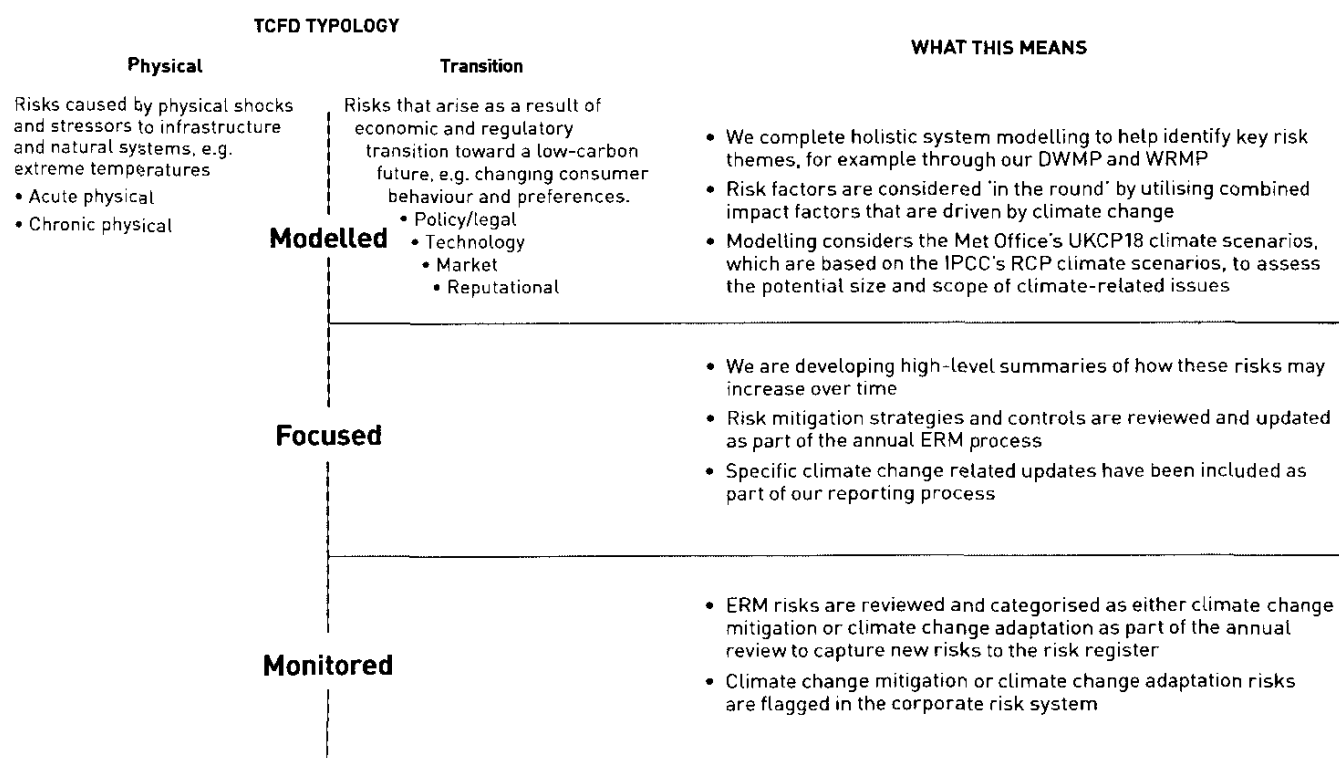 TCFD TYPOLOGY
Physical
Risks caused by physical shocks
and stressors to infrastructure
and natural systems, e.g.
extreme temperatures
• Acute physical
• Chronic physical
Transition
Risks that arise as a result of
economic and regulatory
transition toward a low-carbon
future, e.g. changing consumer
behaviour and preferences.
• Policy/legal
• Technology
• Market
• Reputational
WHAT THIS MEANS
Modelled
• We complete holistic system modelling to help identify key risk
themes, for example through our DWMP and WRMP
• Risk factors are considered 'in the round' by utilising combined
impact factors that are driven by climate change
• Modelling considers the Met Office's UKCP18 climate scenarios,
which are based on the IPCC's RCP climate scenarios, to assess
the potential size and scope of climate-related issues
Focused
• We are developing high-level summaries of how these risks may
increase over time
• Risk mitigation strategies and controls are reviewed and updated
as part of the annual ERM process
• Specific climate change related updates have been included as
part of our reporting process
Monitored
• ERM risks are reviewed and categorised as either climate change
mitigation or climate change adaptation as part of the annual
review to capture new risks to the risk register
• Climate change mitigation or climate change adaptation risks
are flagged in the corporate risk system